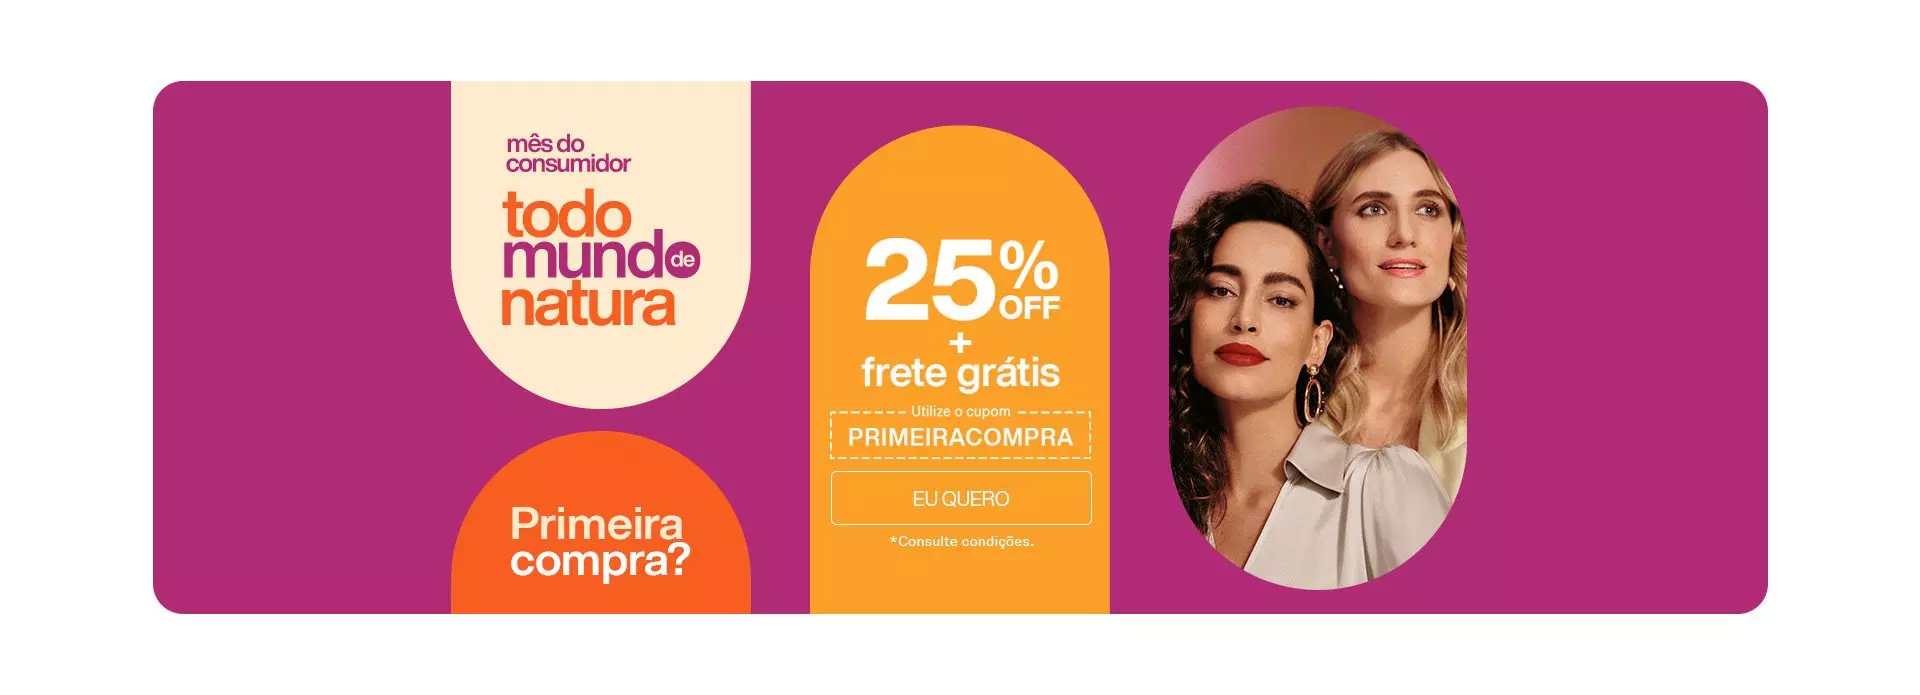 mês do
consumidor
todo
mundo de
natura
Primeira
compra?
25%
OFF
+
frete grátis
Utilize o cupom
PRIMEIRACOMPRA
EU QUERO
*Consulte condições.